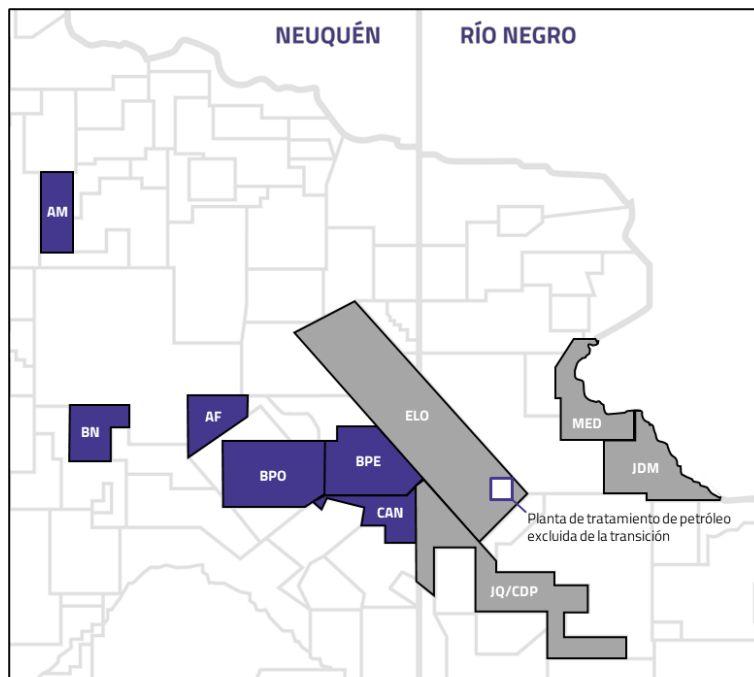 NEUQUÉN
RÍO NEGRO
AM
ELO
AF
BN
MED
BPE
BPO
JDM
CAN
Planta de tratamiento de petróleo
excluida de la transición
JQ/CDP